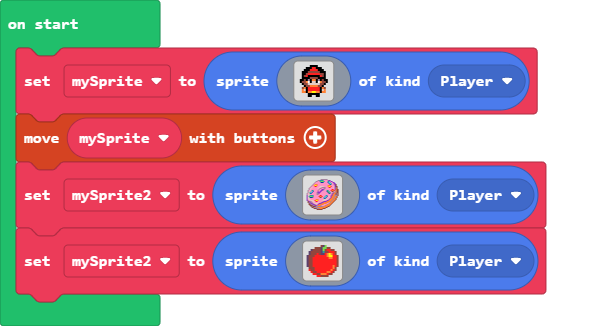 on start
set mySprite to sprite of kind Player
move mySprite with buttons
set mySprite2 to sprite of kind Player
set mySprite2 to sprite of kind Player